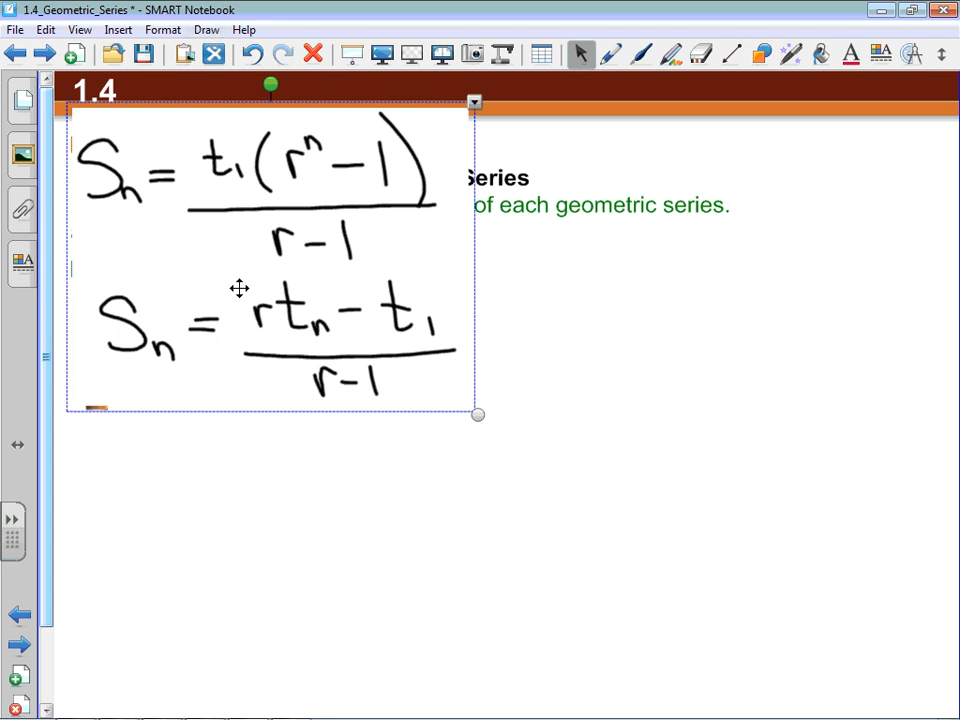 1.4_Geometric_Series * - SMART Notebook
File Edit View Insert Format Draw Help
1.4
Series
of each geometric series.
Sₙ = t₁(rⁿ − 1) / r − 1
Sₙ = rtₙ − t₁ / r − 1